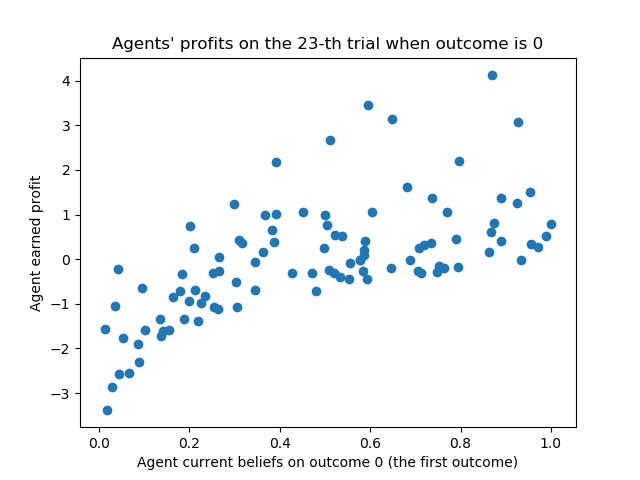 Agents' profits on the 23-th trial when outcome is 0
Agent earned profit
4
3
2
1
0
−1
−2
−3
0.0 0.2 0.4 0.6 0.8 1.0
Agent current beliefs on outcome 0 (the first outcome)